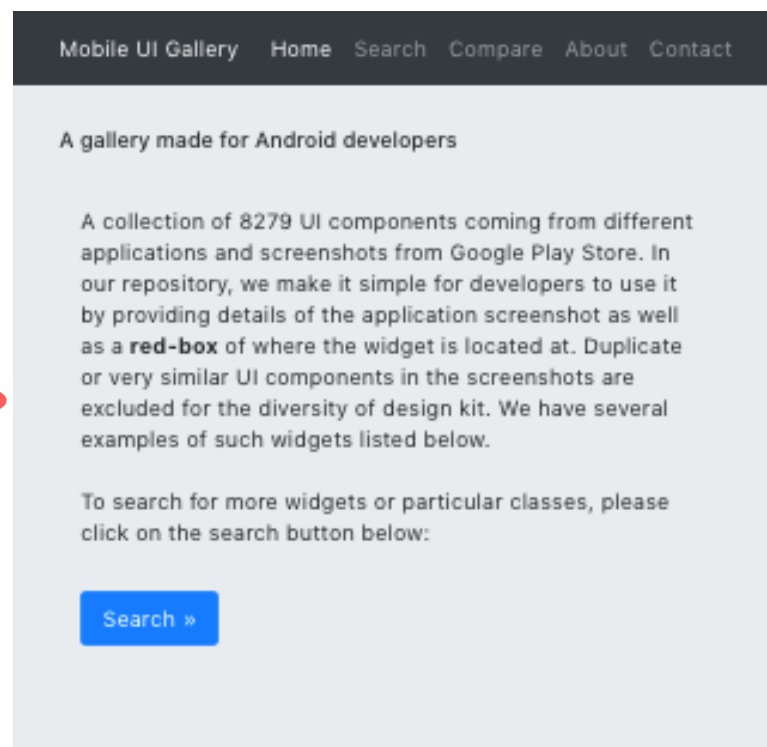 Mobile UI Gallery Home Search Compare About Contact
A gallery made for Android developers
A collection of 8279 UI components coming from different
applications and screenshots from Google Play Store. In
our repository, we make it simple for developers to use it
by providing details of the application screenshot as well
as a red-box of where the widget is located at. Duplicate
or very similar UI components in the screenshots are
excluded for the diversity of design kit. We have several
examples of such widgets listed below.
To search for more widgets or particular classes, please
click on the search button below:
Search »